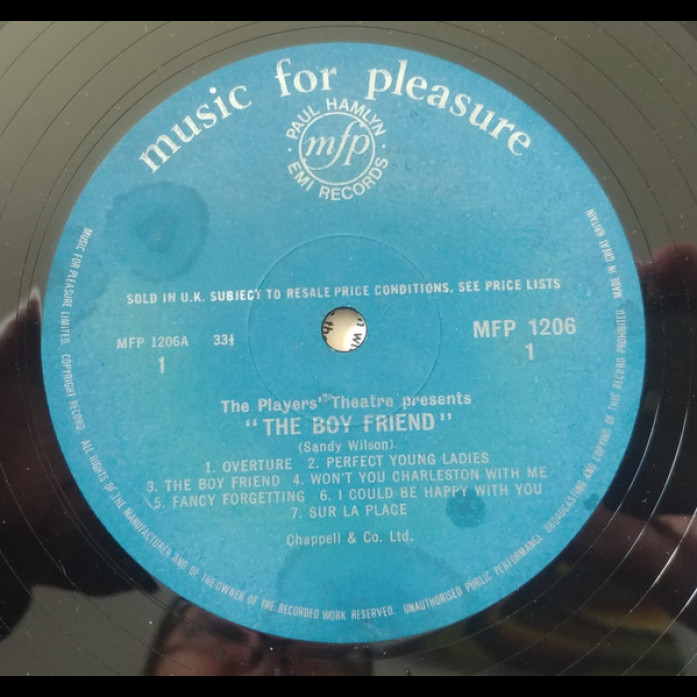 music for pleasure
PAUL HAMLYN
mfp
EMI RECORDS
SOLD IN U.K. SUBJECT TO RESALE PRICE CONDITIONS, SEE PRICE LISTS
MFP 1206A 33⅓
1
MFP 1206
1
The Players' Theatre presents
"THE BOY FRIEND"
(Sandy Wilson)
1. OVERTURE 2. PERFECT YOUNG LADIES
3. THE BOY FRIEND 4. WON'T YOU CHARLESTON WITH ME
5. FANCY FORGETTING 6. I COULD BE HAPPY WITH YOU
7. SUR LA PLACE
Chappell & Co. Ltd.
MUSIC FOR PLEASURE LIMITED. COPYRIGHT RECORD. ALL RIGHTS OF THE MANUFACTURER AND OF THE OWNER OF THE RECORDED WORK RESERVED. UNAUTHORISED PUBLIC PERFORMANCE BROADCASTING AND COPYING OF THIS RECORD PROHIBITED. MADE IN GREAT BRITAIN